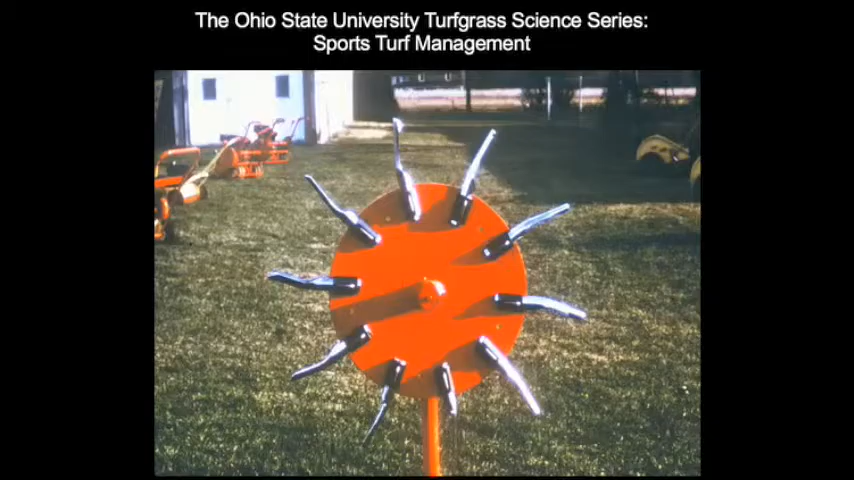 The Ohio State University Turfgrass Science Series:
Sports Turf Management